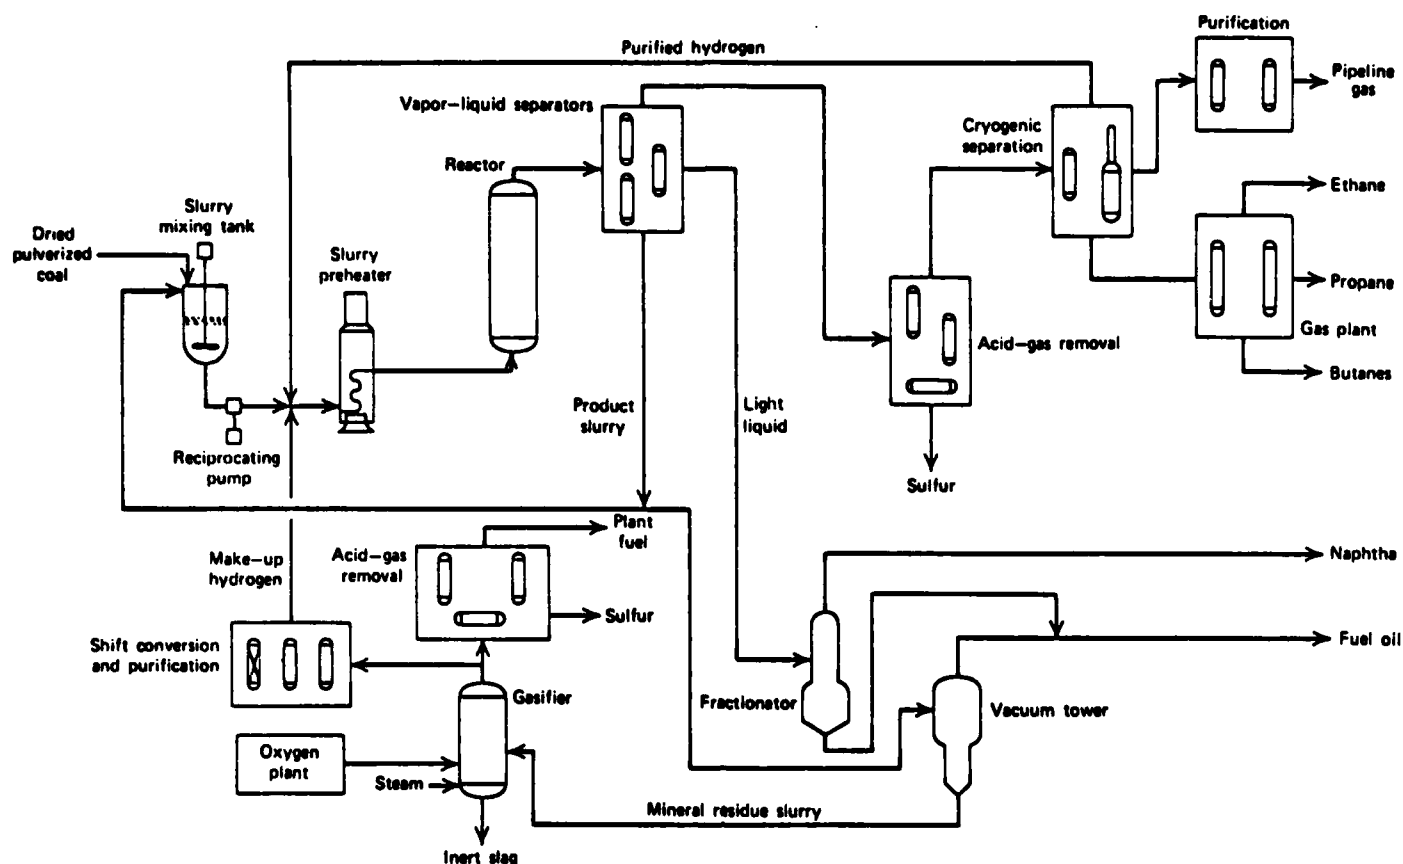 Purification
Purified hydrogen
Pipeline
gas
Vapor-liquid separators
Cryogenic
separation
Reactor
Ethane
Slurry
mixing tank
Dried
pulverized
coal
Slurry
preheater
Propane
Gas plant
Acid-gas removal
Butanes
Product
slurry
Light
liquid
Reciprocating
pump
Sulfur
Plant
fuel
Make-up
hydrogen
Acid-gas
removal
Naphtha
Sulfur
Shift conversion
and purification
Fuel oil
Gasifier
Fractionator
Vacuum tower
Oxygen
plant
Steam
Mineral residue slurry
Inert slag